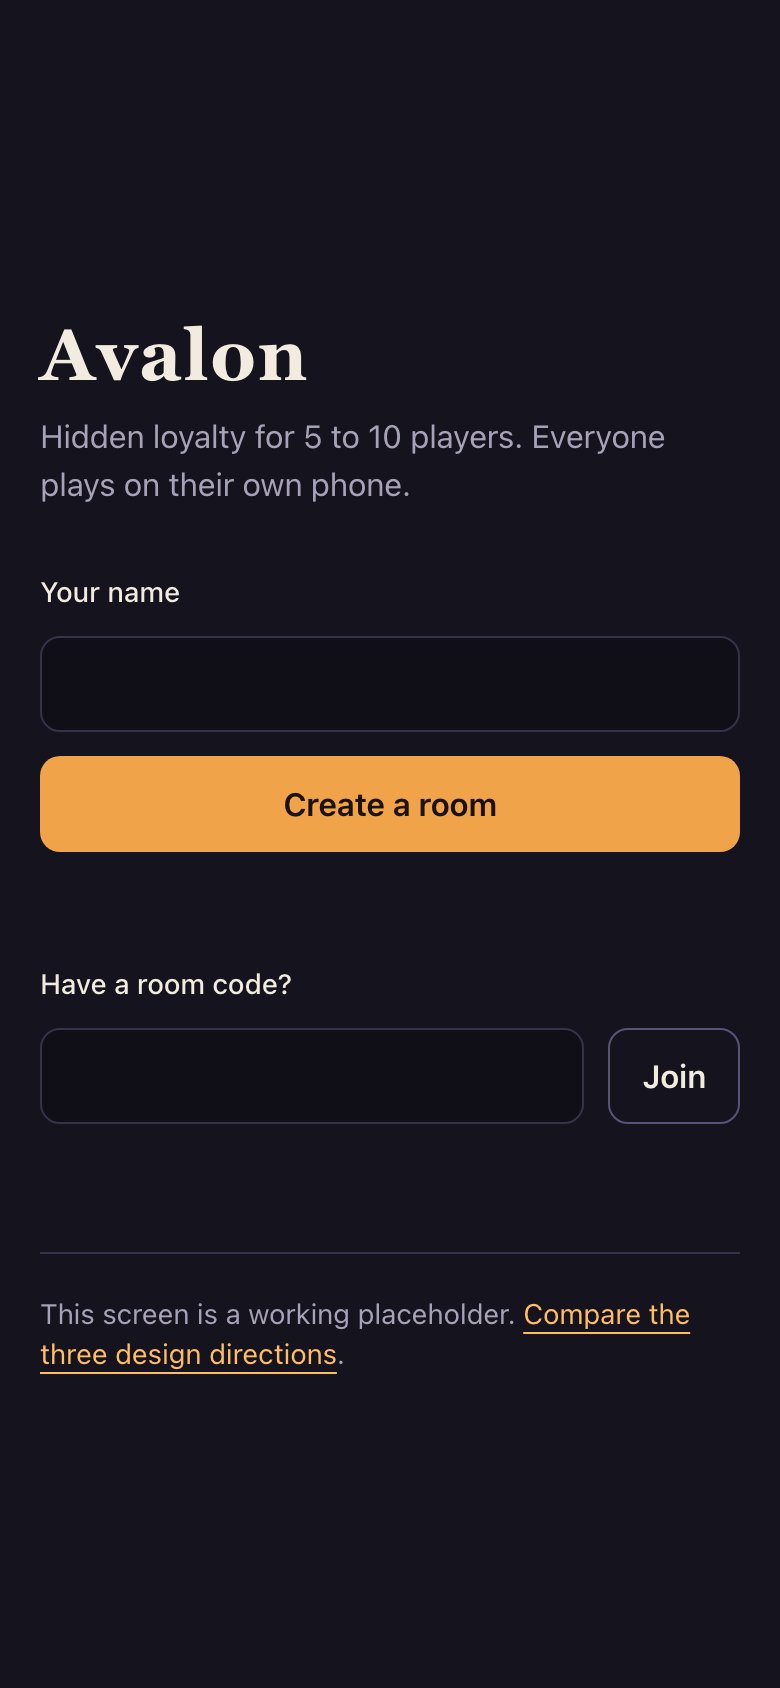 Avalon
Hidden loyalty for 5 to 10 players. Everyone
plays on their own phone.
Your name
Create a room
Have a room code?
Join
This screen is a working placeholder. Compare the
three design directions.